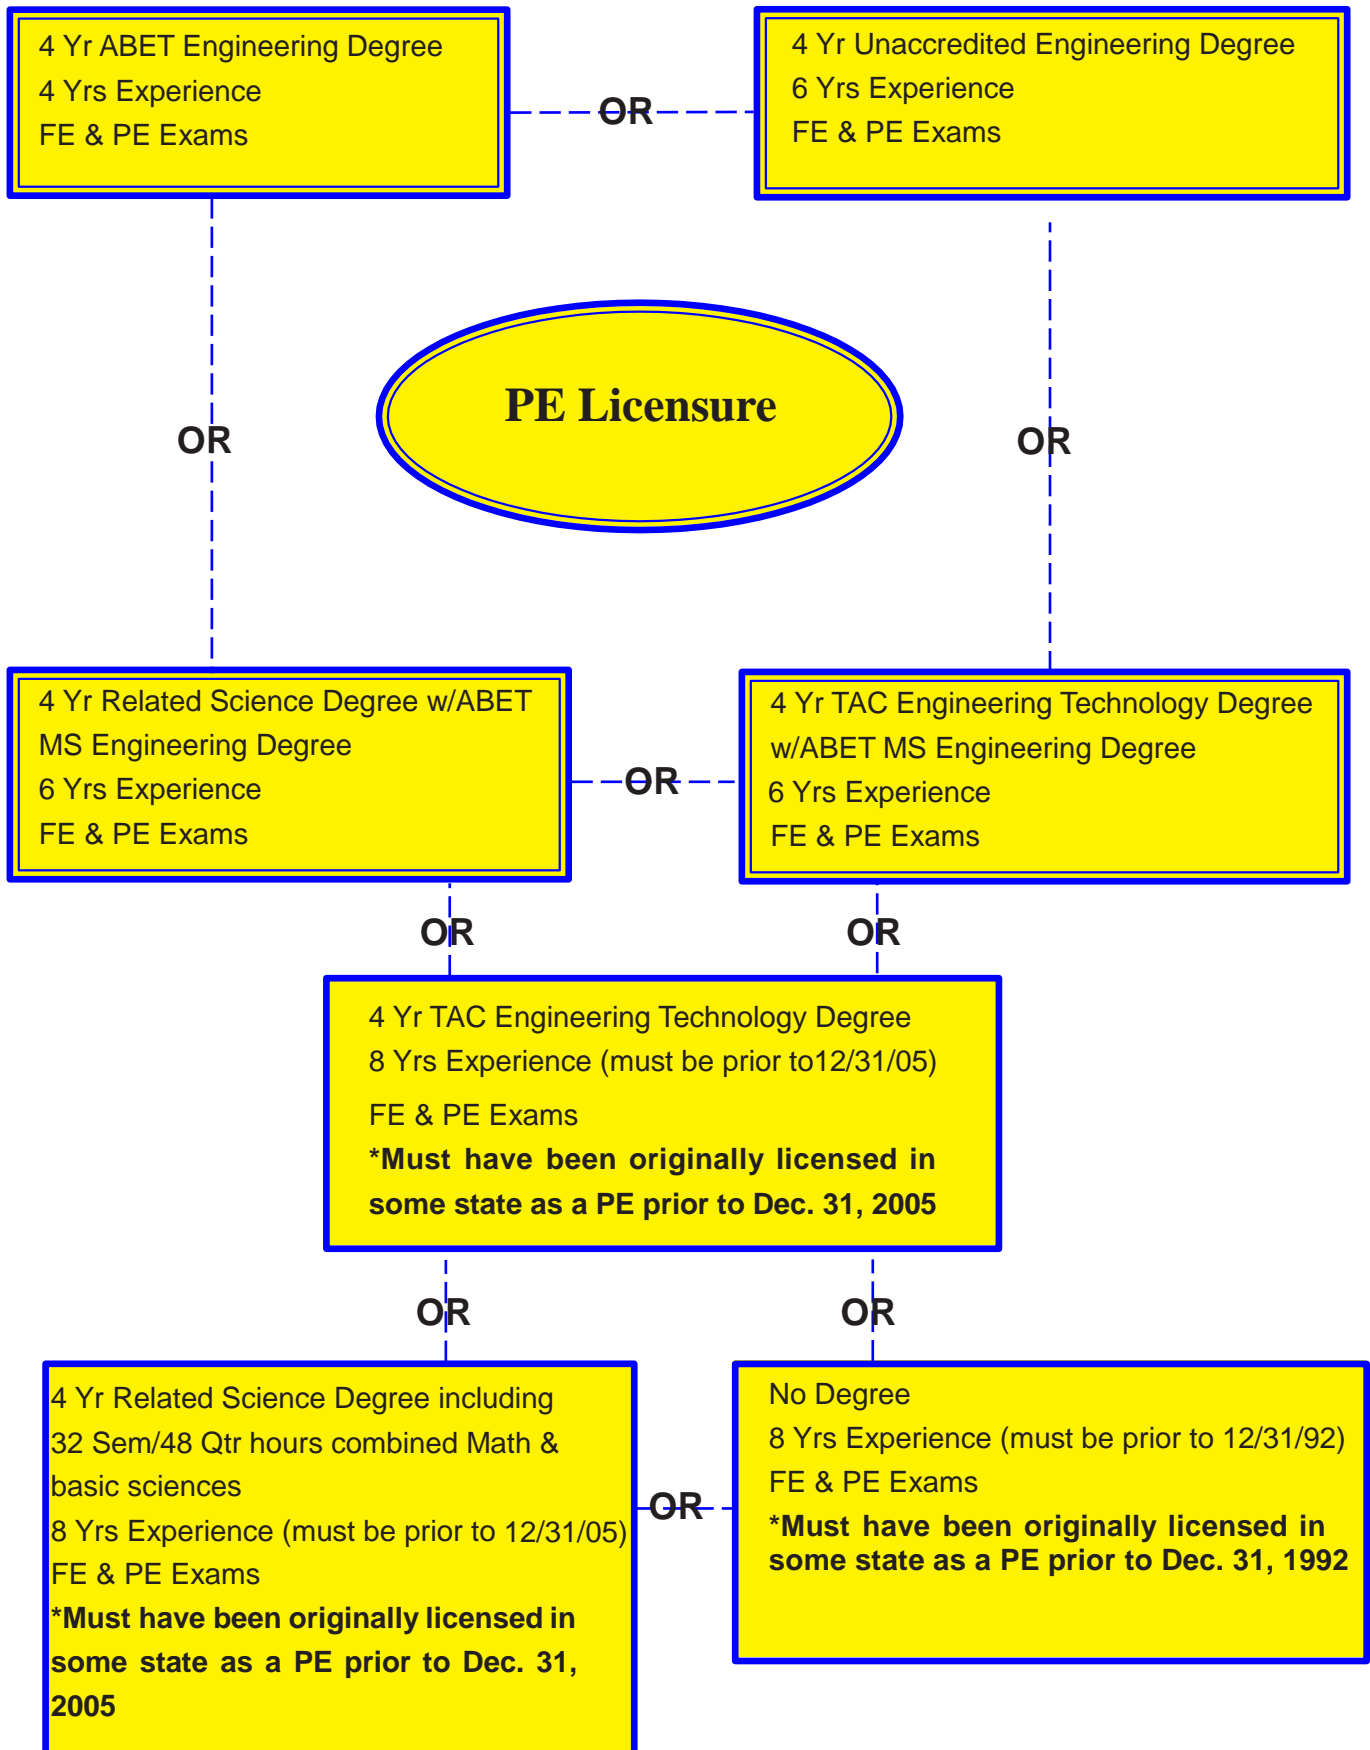 4 Yr ABET Engineering Degree
4 Yrs Experience
FE & PE Exams
OR
4 Yr Unaccredited Engineering Degree
6 Yrs Experience
FE & PE Exams
PE Licensure
OR
OR
4 Yr Related Science Degree w/ABET
MS Engineering Degree
6 Yrs Experience
FE & PE Exams
OR
4 Yr TAC Engineering Technology Degree
w/ABET MS Engineering Degree
6 Yrs Experience
FE & PE Exams
OR
OR
4 Yr TAC Engineering Technology Degree
8 Yrs Experience (must be prior to12/31/05)
FE & PE Exams
*Must have been originally licensed in
some state as a PE prior to Dec. 31, 2005
OR
OR
4 Yr Related Science Degree including
32 Sem/48 Qtr hours combined Math &
basic sciences
8 Yrs Experience (must be prior to 12/31/05)
FE & PE Exams
*Must have been originally licensed in
some state as a PE prior to Dec. 31,
2005
OR
No Degree
8 Yrs Experience (must be prior to 12/31/92)
FE & PE Exams
*Must have been originally licensed in
some state as a PE prior to Dec. 31, 1992